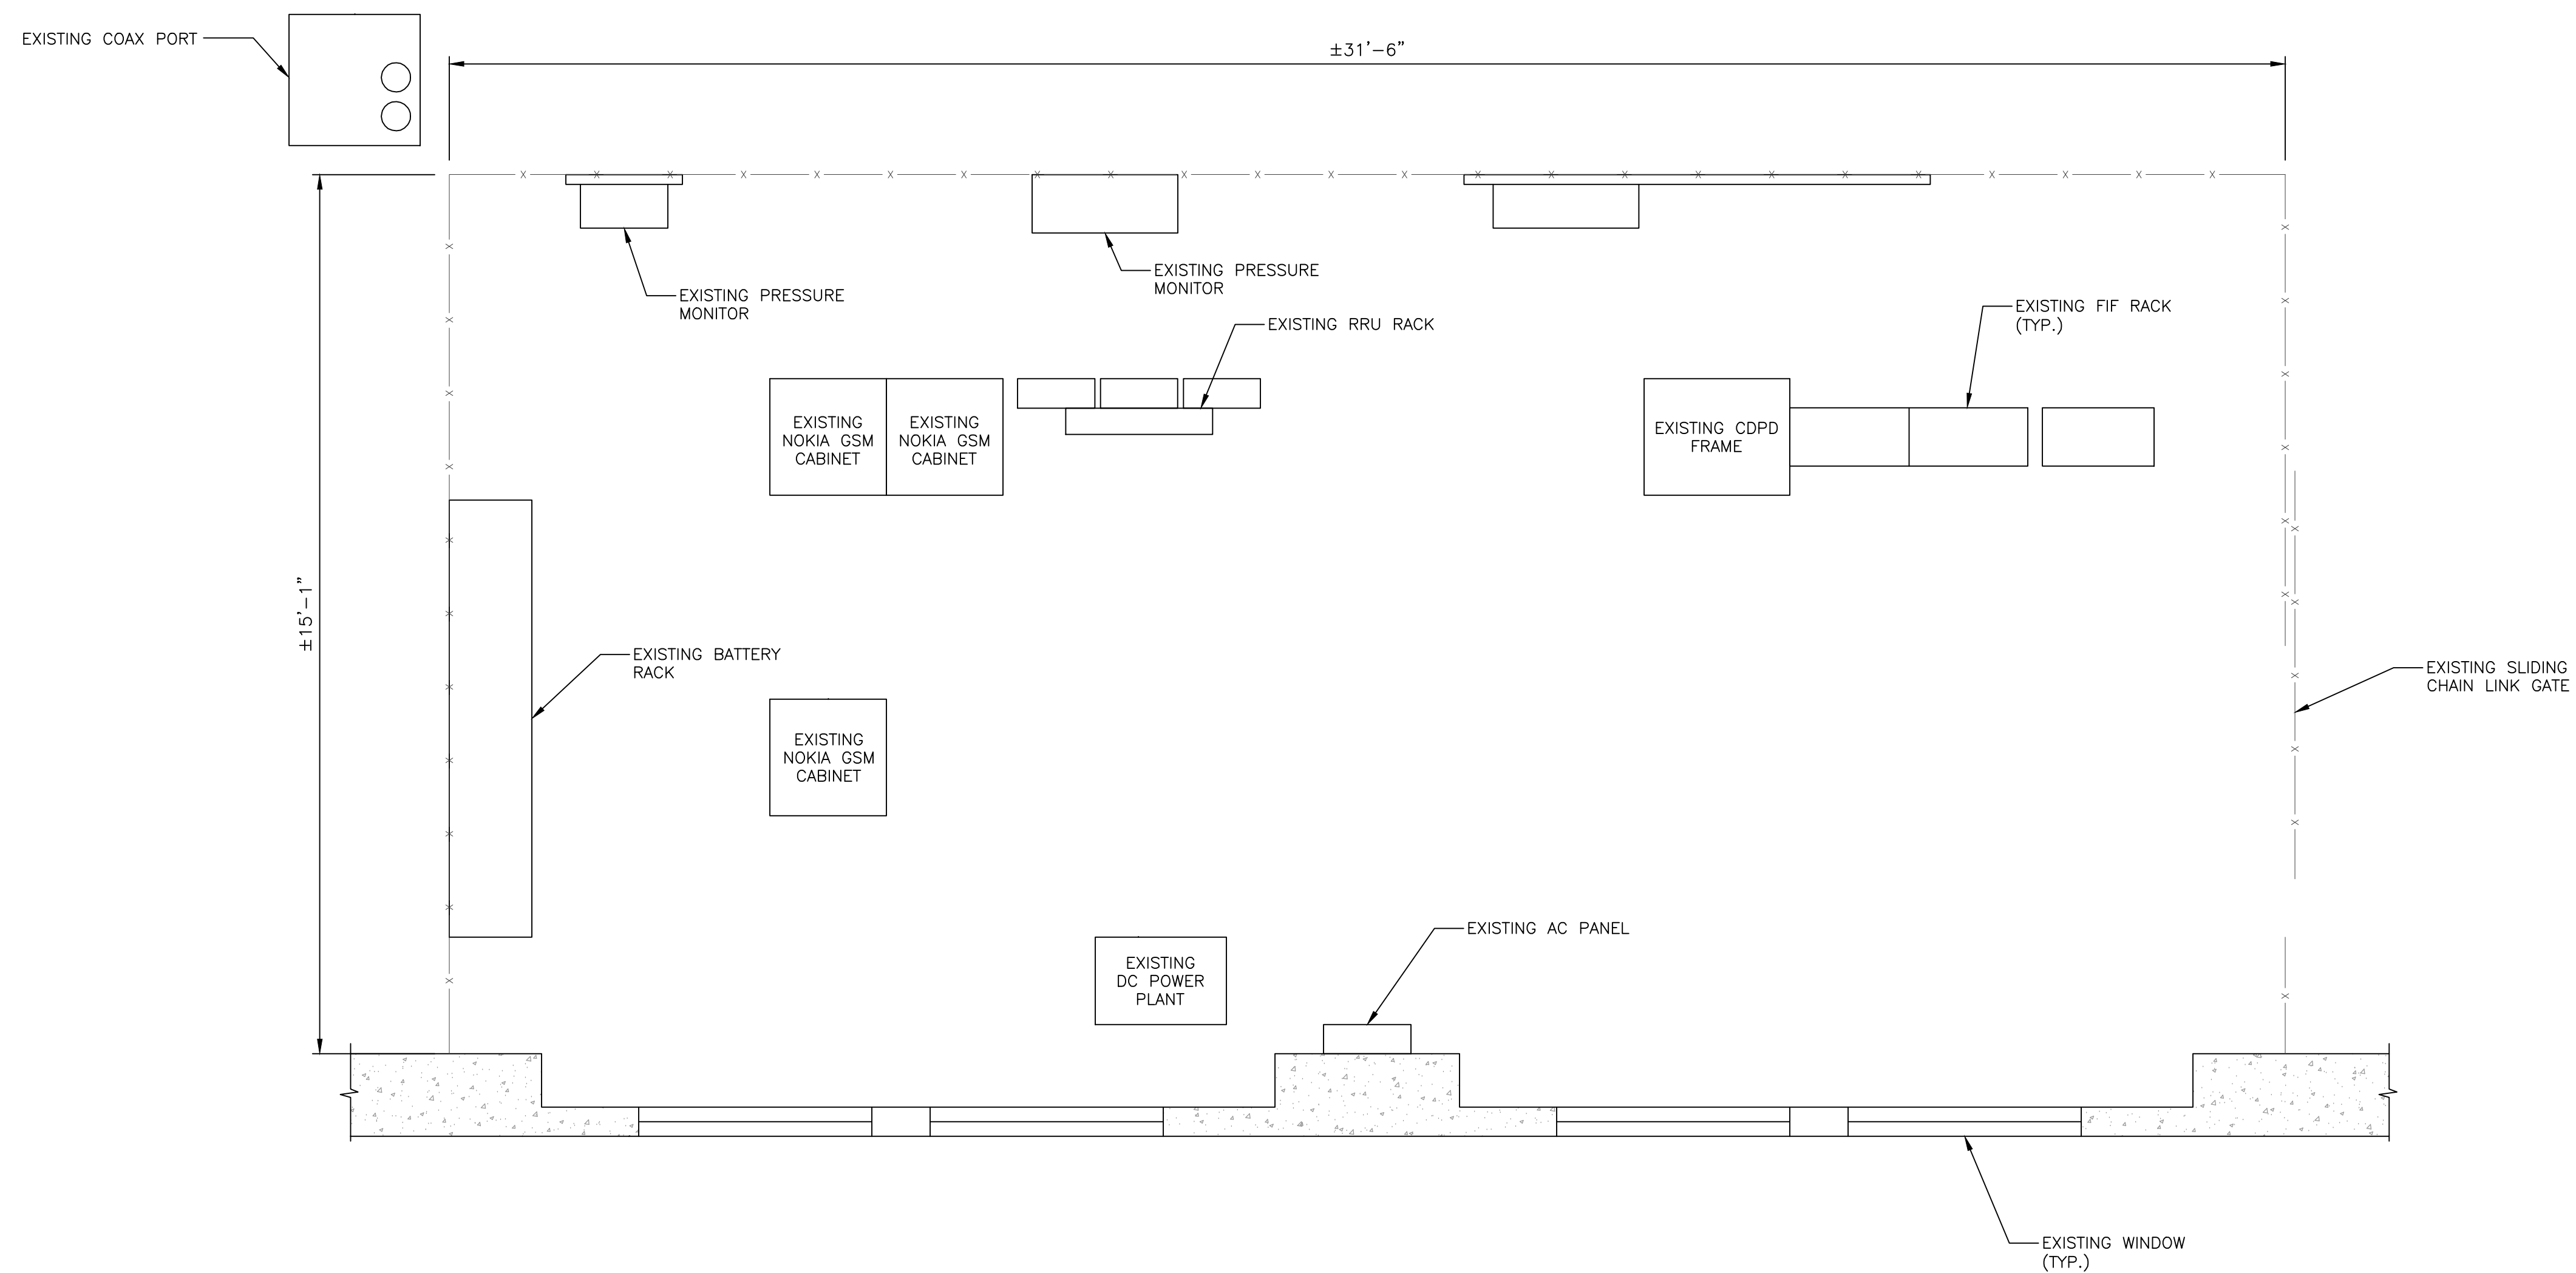 EXISTING COAX PORT
±31'-6"
EXISTING PRESSURE
MONITOR
EXISTING PRESSURE
MONITOR
EXISTING RRU RACK
EXISTING FIF RACK
(TYP.)
EXISTING
NOKIA GSM
CABINET
EXISTING
NOKIA GSM
CABINET
EXISTING CDPD
FRAME
±15'-1"
EXISTING BATTERY
RACK
EXISTING SLIDING
CHAIN LINK GATE
EXISTING
NOKIA GSM
CABINET
EXISTING AC PANEL
EXISTING
DC POWER
PLANT
EXISTING WINDOW
(TYP.)